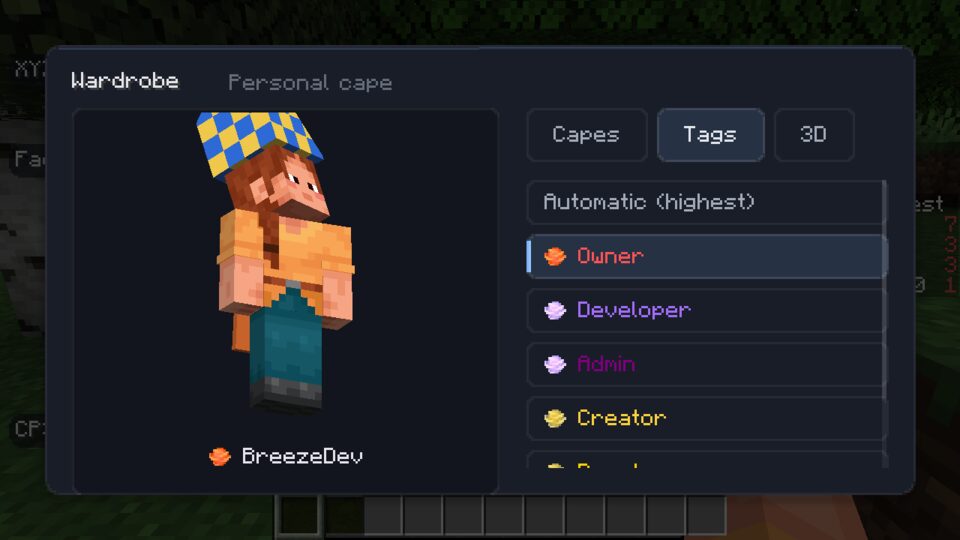 Wardrobe
Personal cape
Capes
Tags
3D
Automatic (highest)
Owner
Developer
Admin
Creator
BreezeDev